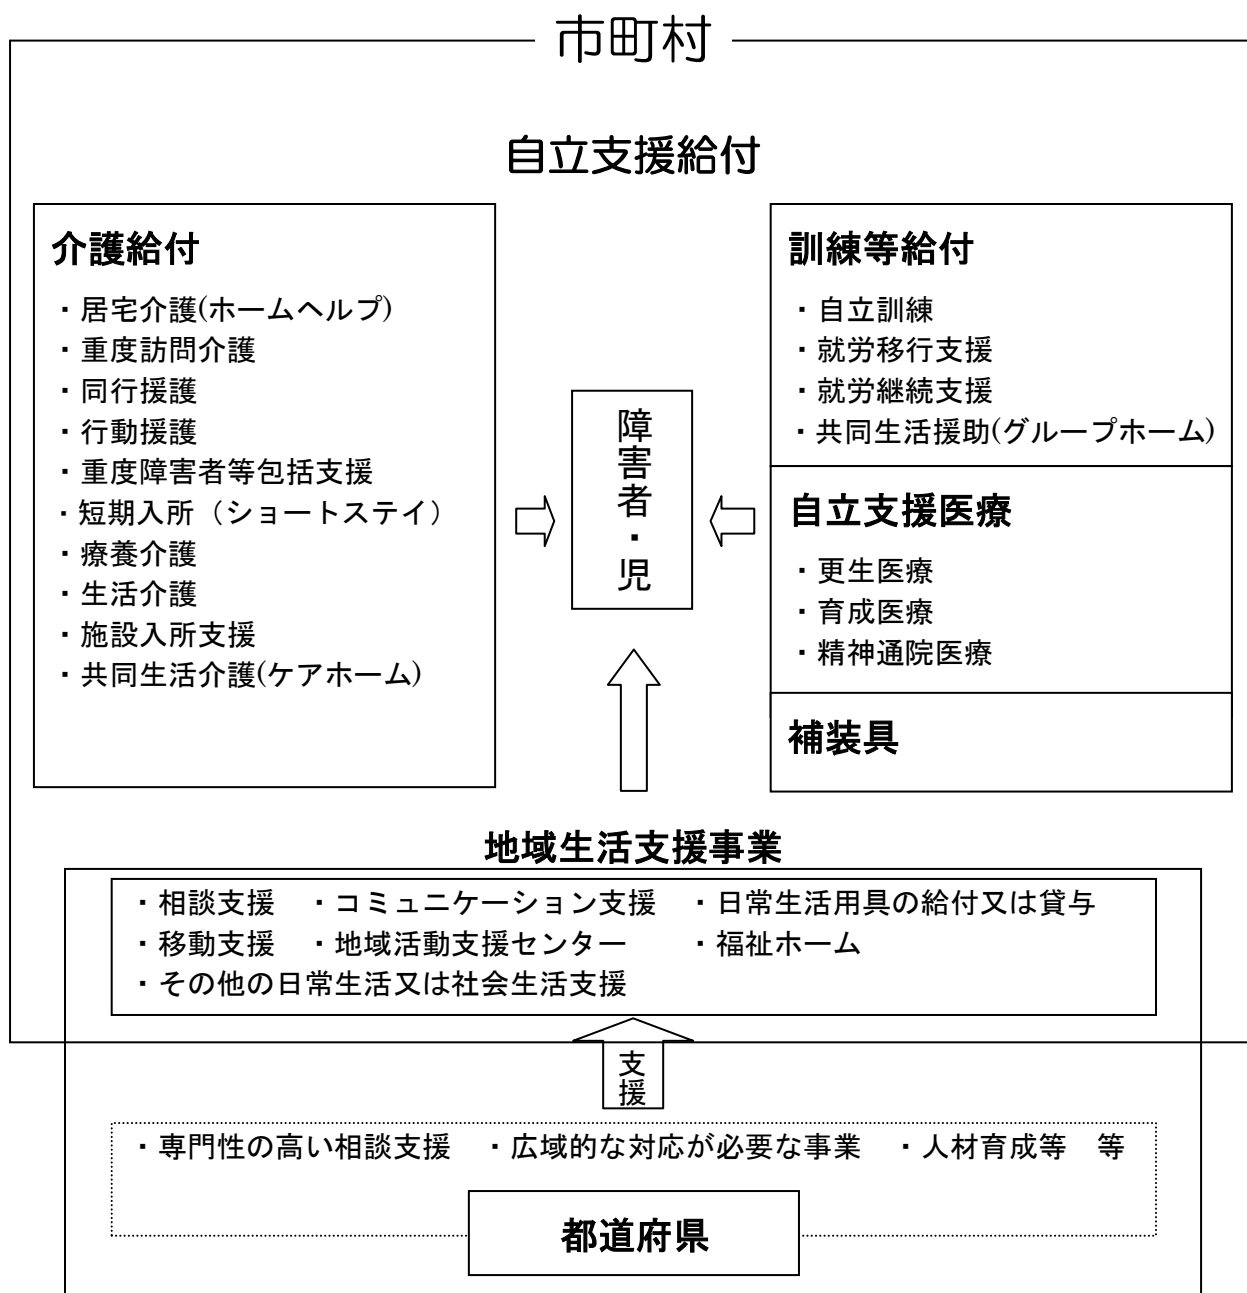 市町村
自立支援給付
介護給付
・居宅介護(ホームヘルプ)
・重度訪問介護
・同行援護
・行動援護
・重度障害者等包括支援
・短期入所（ショートステイ）
・療養介護
・生活介護
・施設入所支援
・共同生活介護(ケアホーム)
障害者・児
訓練等給付
・自立訓練
・就労移行支援
・就労継続支援
・共同生活援助(グループホーム)
自立支援医療
・更生医療
・育成医療
・精神通院医療
補装具
地域生活支援事業
・相談支援　・コミュニケーション支援　・日常生活用具の給付又は貸与
・移動支援　・地域活動支援センター　・福祉ホーム
・その他の日常生活又は社会生活支援
支援
・専門性の高い相談支援　・広域的な対応が必要な事業　・人材育成等　等
都道府県